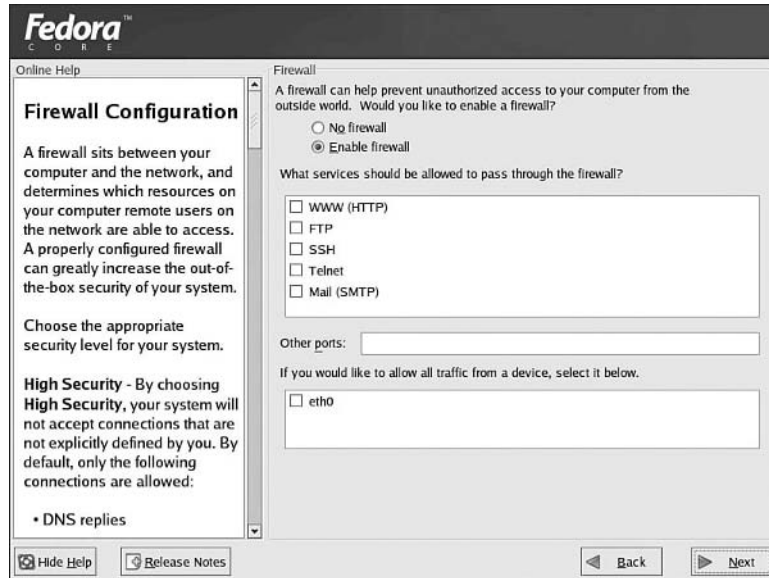 Fedora™
CORE
Online Help
Firewall Configuration
A firewall sits between your
computer and the network, and
determines which resources on
your computer remote users on
the network are able to access.
A properly configured firewall
can greatly increase the out-of-
the-box security of your system.
Choose the appropriate
security level for your system.
High Security - By choosing
High Security, your system will
not accept connections that are
not explicitly defined by you. By
default, only the following
connections are allowed:
• DNS replies
Firewall
A firewall can help prevent unauthorized access to your computer from the
outside world. Would you like to enable a firewall?
No firewall
Enable firewall
What services should be allowed to pass through the firewall?
WWW (HTTP)
FTP
SSH
Telnet
Mail (SMTP)
Other ports:
If you would like to allow all traffic from a device, select it below.
eth0
Hide Help
Release Notes
Back
Next